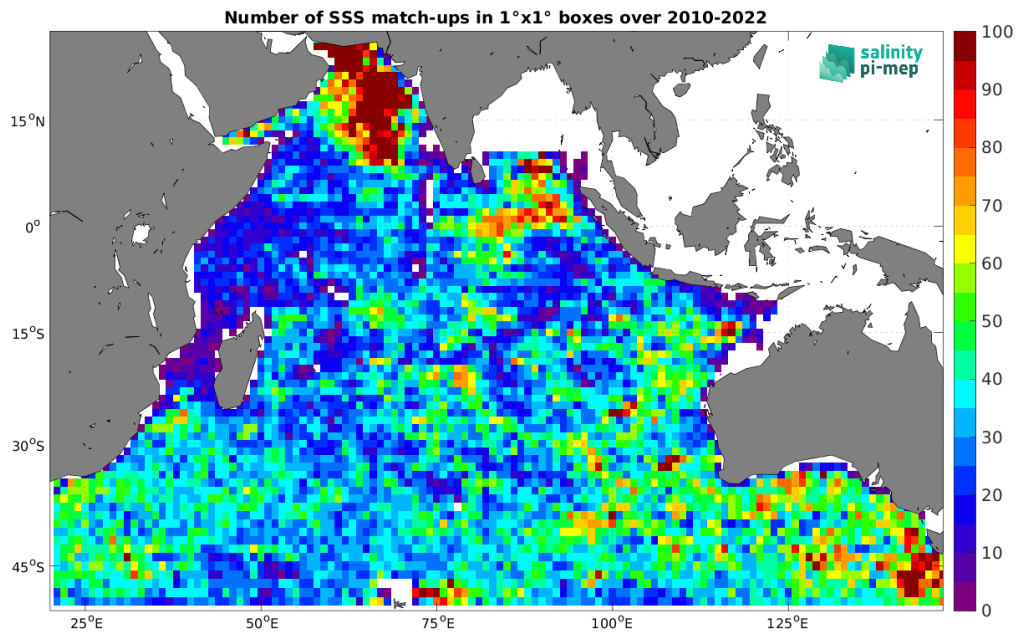 Number of SSS match-ups in 1°x1° boxes over 2010-2022
salinity
pi-mep
100
90
80
70
60
50
40
30
20
10
0
15°N
0°
15°S
30°S
45°S
25°E
50°E
75°E
100°E
125°E